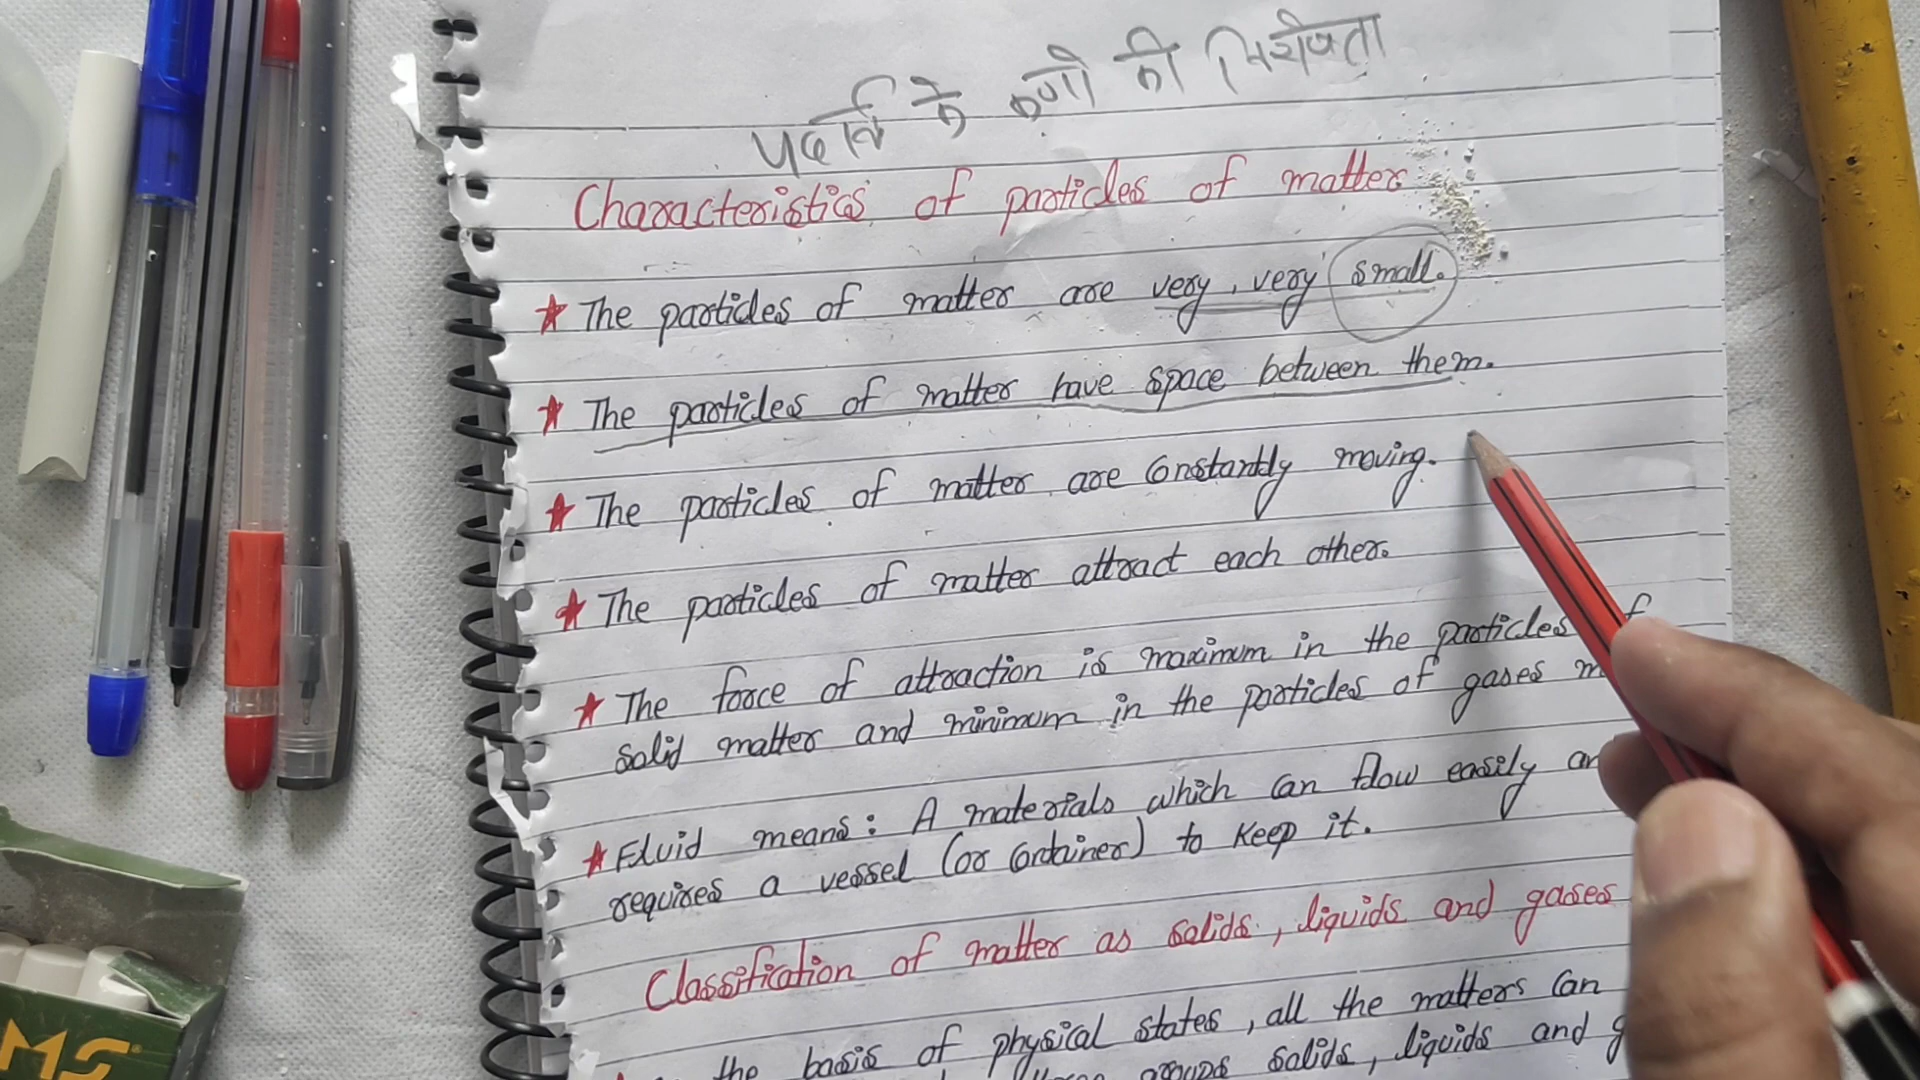 पदार्थ के कणो की विशेषता
Characteristics of particles of matter
★ The particles of matter are very, very small.
★ The particles of matter have space between them.
★ The particles of matter are constantly moving.
★ The particles of matter attract each other.
★ The force of attraction is maximum in the particles
solid matter and minimum in the particles of gases
★ Fluid means: A materials which can flow easily
requires a vessel (or container) to keep it.
Classification of matter as solids, liquids and gases
the basis of physical states, all the matters can
groups solids, liquids and
MS